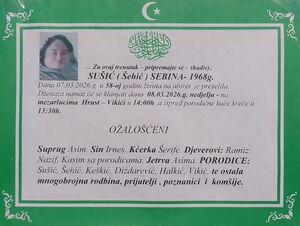 ... Za ovaj trenutak – pripremajte se – (hadis)..
SUŠIĆ ( Šehić ) SEBINA- 1968g.
Dana 07.03.2026 g. u 58-oj godini života na ahiret je preselila.
Dženaza namaz će se klanjati dana 08.03.2026.g. nedjelja - na
mezarlucima Hrust – Vikići u 14:00h ,a ispred porodične kuće kreće u
13:30h.
OŽALOŠĆENI
Suprug Asim. Sin Irnes. Kćerka Šerife. Djeverovi: Ramiz,
Nazif, Kasim sa porodicama, Jetrva Asima. PORODICE:
Sušić, Šehić, Keškić, Dizdarević, Halkić, Vikić, te ostala
mnogobrojna rodbina, prijatelji , poznanici i komšije.